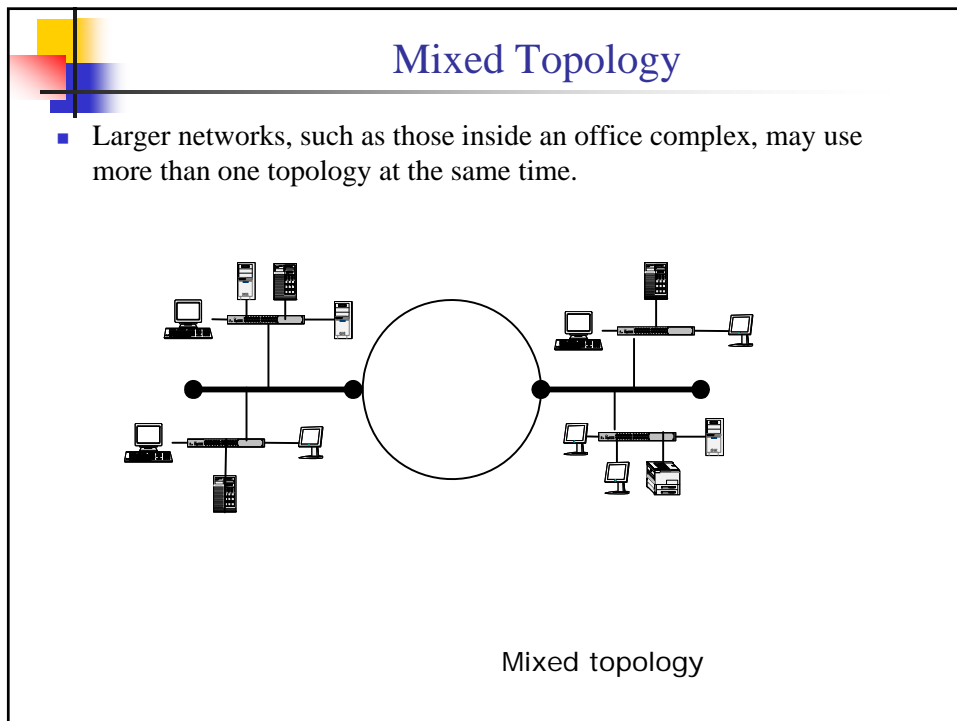 Mixed Topology
Larger networks, such as those inside an office complex, may use
more than one topology at the same time.
Mixed topology